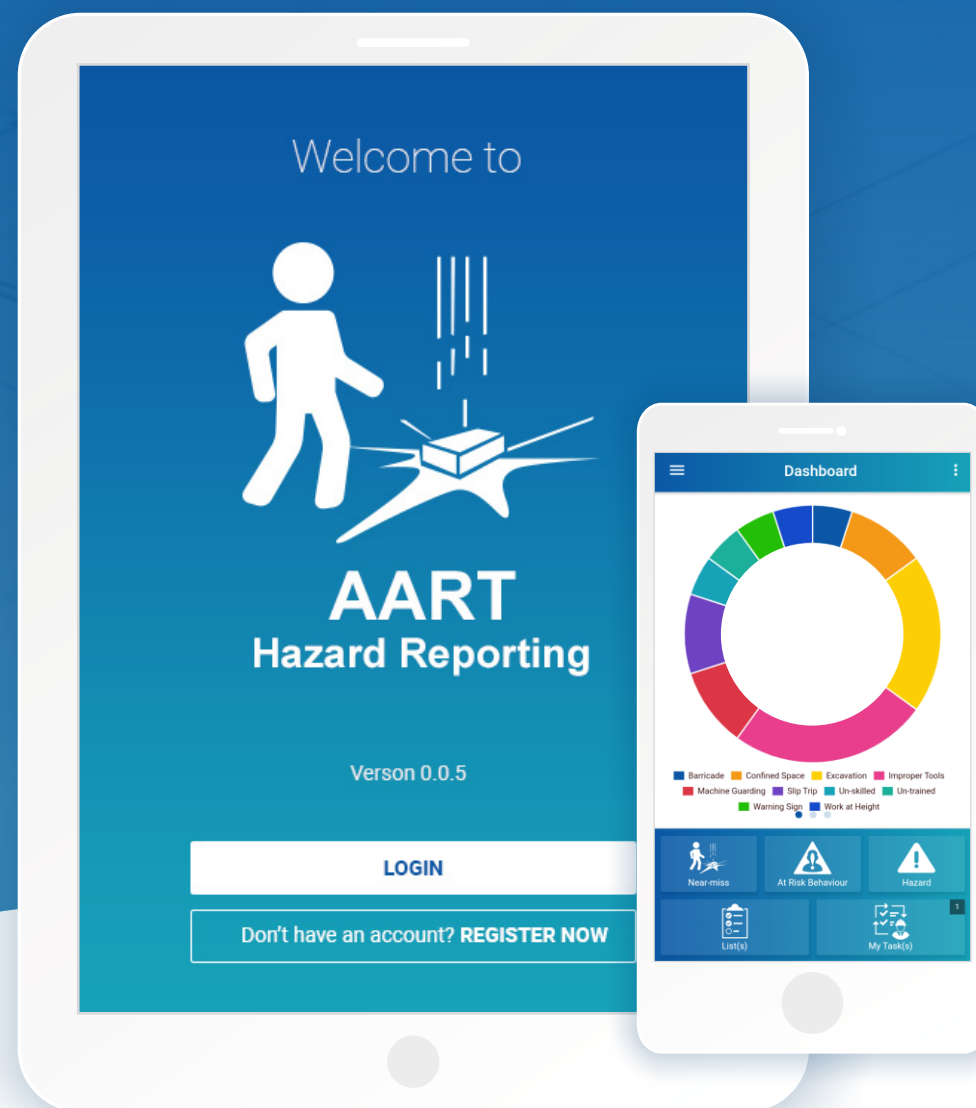 Welcome to
AART
Hazard Reporting
Verson 0.0.5
LOGIN
Don't have an account? REGISTER NOW
Dashboard
Barricade Confined Space Excavation Improper Tools
Machine Guarding Slip Trip Un-skilled Un-trained
Warning Sign Work at Height
Near-miss At Risk Behaviour Hazard
1
List(s) My Task(s)